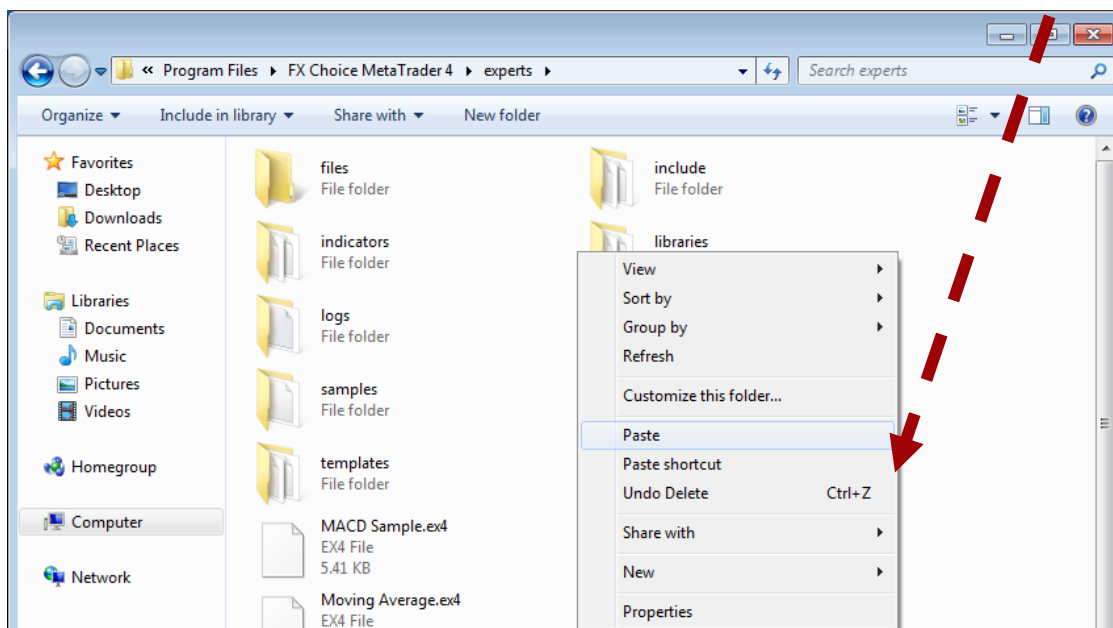 « Program Files ▸ FX Choice MetaTrader 4 ▸ experts ▸
Search experts
Organize Include in library Share with New folder
Favorites
Desktop
Downloads
Recent Places
Libraries
Documents
Music
Pictures
Videos
Homegroup
Computer
Network
files
File folder
include
File folder
indicators
File folder
libraries
logs
File folder
samples
File folder
templates
File folder
MACD Sample.ex4
EX4 File
5.41 KB
Moving Average.ex4
EX4 File
View
Sort by
Group by
Refresh
Customize this folder...
Paste
Paste shortcut
Undo Delete Ctrl+Z
Share with
New
Properties